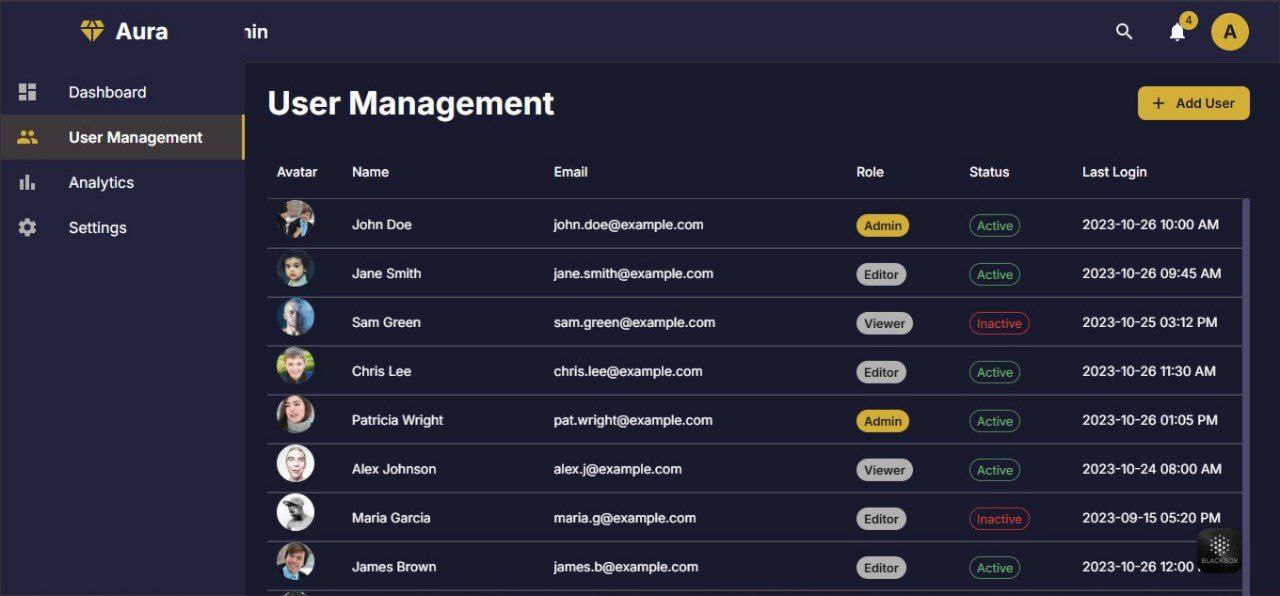 Aura
min
4
A
Dashboard
User Management
Analytics
Settings
User Management
+ Add User
Avatar Name Email Role Status Last Login
John Doe john.doe@example.com Admin Active 2023-10-26 10:00 AM
Jane Smith jane.smith@example.com Editor Active 2023-10-26 09:45 AM
Sam Green sam.green@example.com Viewer Inactive 2023-10-25 03:12 PM
Chris Lee chris.lee@example.com Editor Active 2023-10-26 11:30 AM
Patricia Wright pat.wright@example.com Admin Active 2023-10-26 01:05 PM
Alex Johnson alex.j@example.com Viewer Active 2023-10-24 08:00 AM
Maria Garcia maria.g@example.com Editor Inactive 2023-09-15 05:20 PM
James Brown james.b@example.com Editor Active 2023-10-26 12:00
BLACKBOX